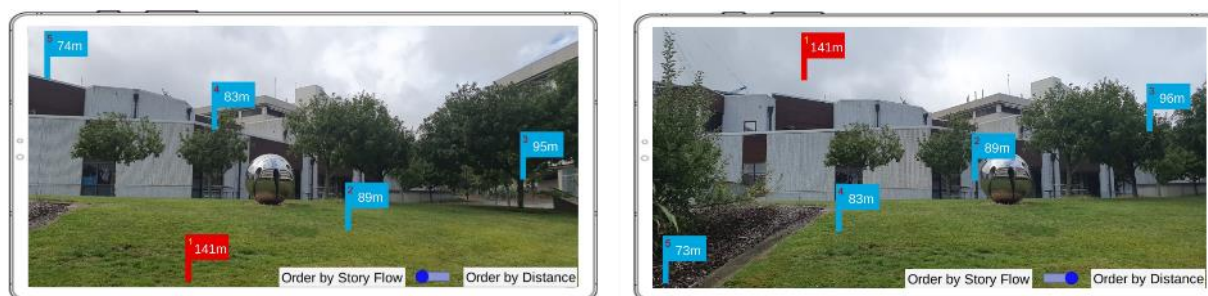 5
74m
4
83m
3
95m
2
89m
1
141m
Order by Story Flow
Order by Distance
1
141m
3
96m
2
89m
4
83m
5
73m
Order by Story Flow
Order by Distance